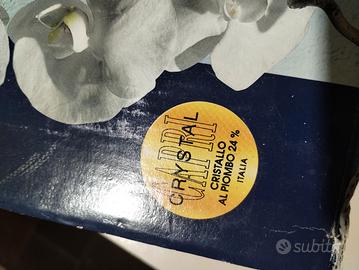 CAPRI
CRYSTAL
CRISTALLO
AL PIOMBO 24 %
ITALIA
subito